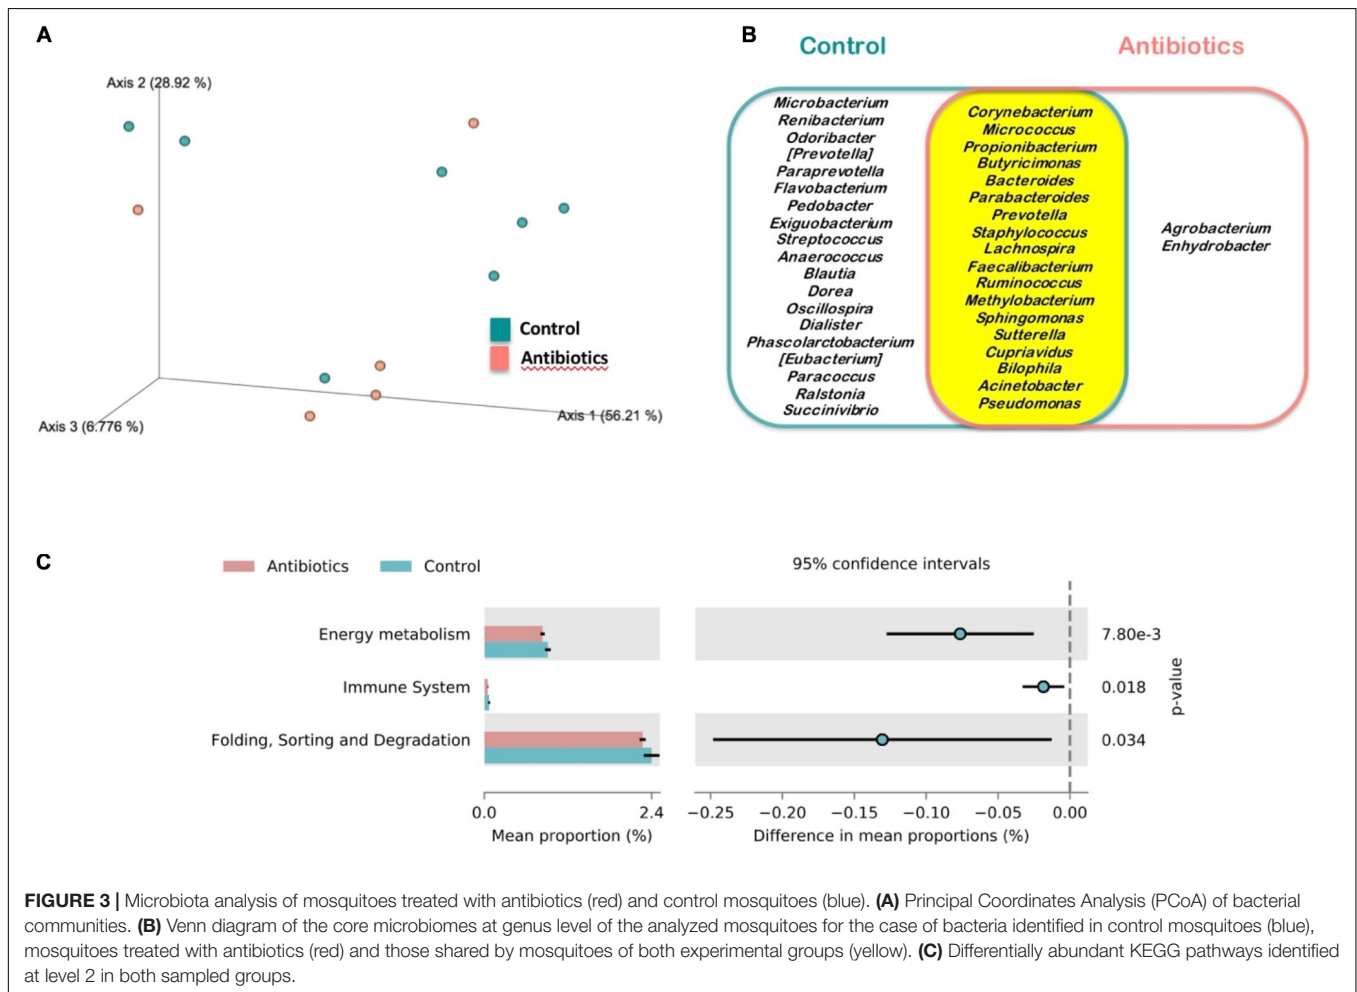 A
Axis 2 (28.92 %)
Control
Antibiotics
Axis 1 (56.21 %)
Axis 3 (6.776 %)
B
Control
Antibiotics
Microbacterium
Renibacterium
Odoribacter
[Prevotella]
Paraprevotella
Flavobacterium
Pedobacter
Exiguobacterium
Streptococcus
Anaerococcus
Blautia
Dorea
Oscillospira
Dialister
Phascolarctobacterium
[Eubacterium]
Paracoccus
Ralstonia
Succinivibrio
Corynebacterium
Micrococcus
Propionibacterium
Butyricimonas
Bacteroides
Parabacteroides
Prevotella
Staphylococcus
Lachnospira
Faecalibacterium
Ruminococcus
Methylobacterium
Sphingomonas
Sutterella
Cupriavidus
Bilophila
Acinetobacter
Pseudomonas
Agrobacterium
Enhydrobacter
C
Antibiotics
Control
95% confidence intervals
Energy metabolism
7.80e-3
Immune System
0.018
Folding, Sorting and Degradation
0.034
p-value
0.0
2.4
Mean proportion (%)
−0.25
−0.20
−0.15
−0.10
−0.05
0.00
Difference in mean proportions (%)
FIGURE 3 | Microbiota analysis of mosquitoes treated with antibiotics (red) and control mosquitoes (blue). (A) Principal Coordinates Analysis (PCoA) of bacterial
communities. (B) Venn diagram of the core microbiomes at genus level of the analyzed mosquitoes for the case of bacteria identified in control mosquitoes (blue),
mosquitoes treated with antibiotics (red) and those shared by mosquitoes of both experimental groups (yellow). (C) Differentially abundant KEGG pathways identified
at level 2 in both sampled groups.